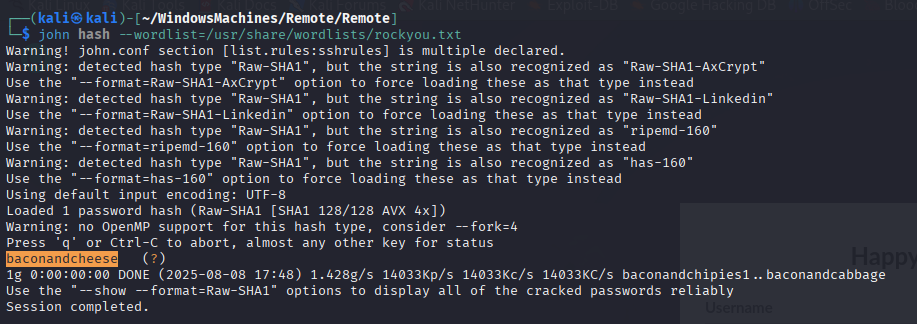 Kali Tools Kali Docs Kali Forums Kali NetHunter Exploit-DB Google Hacking DB OffSec
┌──(kali㉿kali)-[~/WindowsMachines/Remote/Remote]
└─$ john hash --wordlist=/usr/share/wordlists/rockyou.txt
Warning! john.conf section [list.rules:sshrules] is multiple declared.
Warning: detected hash type "Raw-SHA1", but the string is also recognized as "Raw-SHA1-AxCrypt"
Use the "--format=Raw-SHA1-AxCrypt" option to force loading these as that type instead
Warning: detected hash type "Raw-SHA1", but the string is also recognized as "Raw-SHA1-Linkedin"
Use the "--format=Raw-SHA1-Linkedin" option to force loading these as that type instead
Warning: detected hash type "Raw-SHA1", but the string is also recognized as "ripemd-160"
Use the "--format=ripemd-160" option to force loading these as that type instead
Warning: detected hash type "Raw-SHA1", but the string is also recognized as "has-160"
Use the "--format=has-160" option to force loading these as that type instead
Using default input encoding: UTF-8
Loaded 1 password hash (Raw-SHA1 [SHA1 128/128 AVX 4x])
Warning: no OpenMP support for this hash type, consider --fork=4
Press 'q' or Ctrl-C to abort, almost any other key for status
baconandcheese   (?)
1g 0:00:00:00 DONE (2025-08-08 17:48) 1.428g/s 14033Kp/s 14033Kc/s 14033KC/s baconandchipies1..baconandcabbage
Use the "--show --format=Raw-SHA1" options to display all of the cracked passwords reliably
Session completed.
Happy
Username